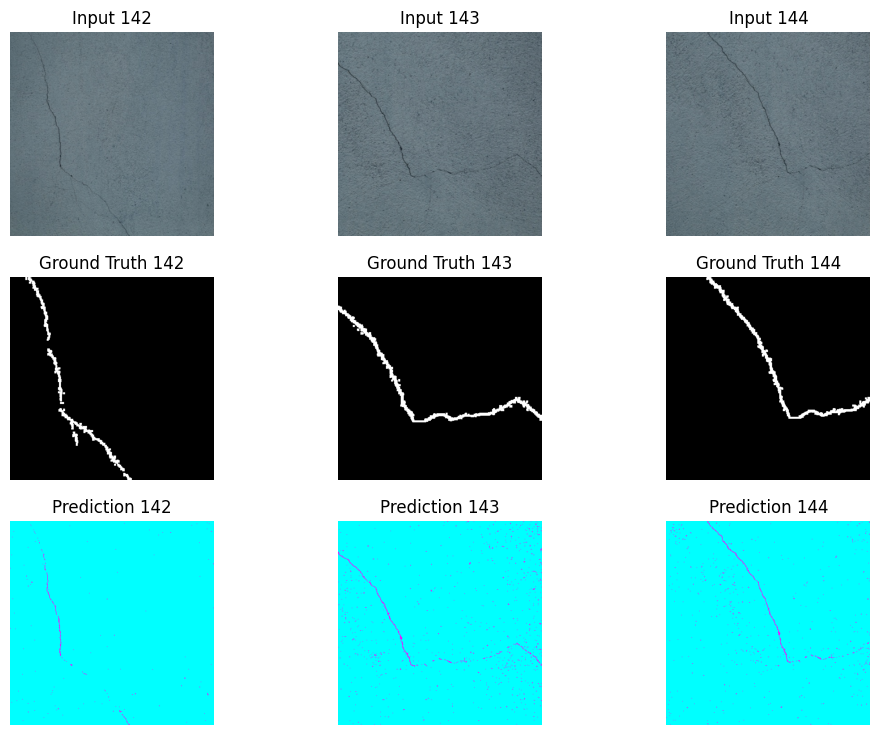 Input 142
Input 143
Input 144
Ground Truth 142
Ground Truth 143
Ground Truth 144
Prediction 142
Prediction 143
Prediction 144